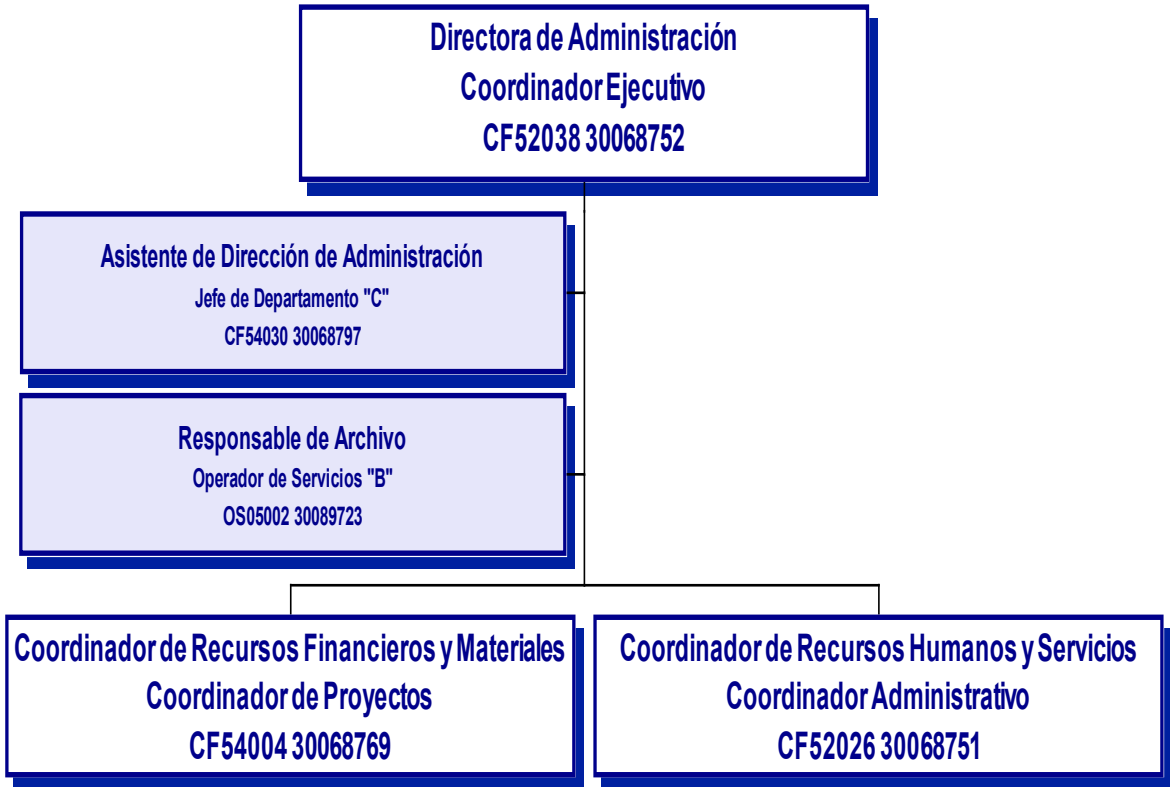 Directora de Administración
Coordinador Ejecutivo
CF52038 30068752
Asistente de Dirección de Administración
Jefe de Departamento "C"
CF54030 30068797
Responsable de Archivo
Operador de Servicios "B"
OS05002 30089723
Coordinador de Recursos Financieros y Materiales
Coordinador de Proyectos
CF54004 30068769
Coordinador de Recursos Humanos y Servicios
Coordinador Administrativo
CF52026 30068751